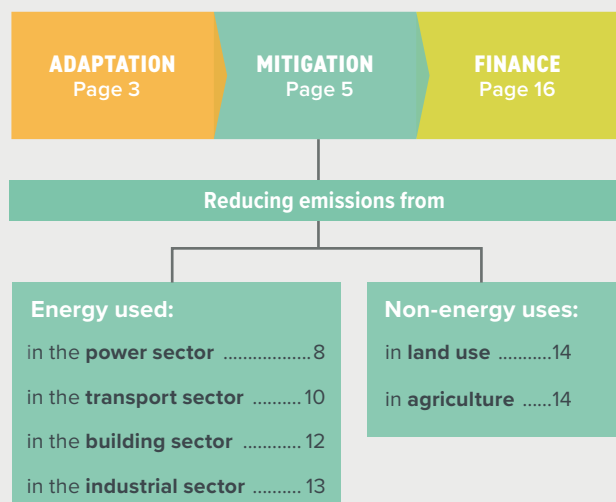 ADAPTATION
Page 3
MITIGATION
Page 5
FINANCE
Page 16
Reducing emissions from
Energy used:
in the power sector ..................8
in the transport sector ..........10
in the building sector ............12
in the industrial sector ..........13
Non-energy uses:
in land use ...........14
in agriculture ......14